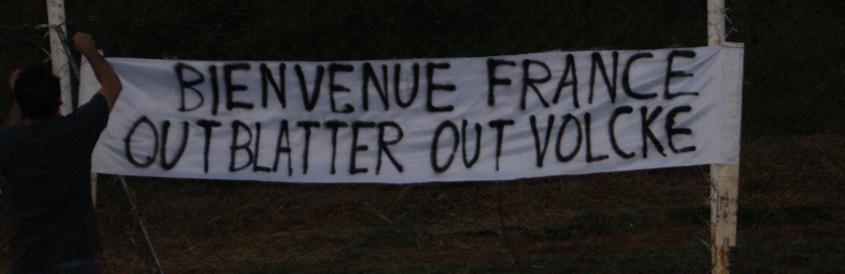 BIENVENUE FRANCE
OUT BLATTER OUT VOLCKE